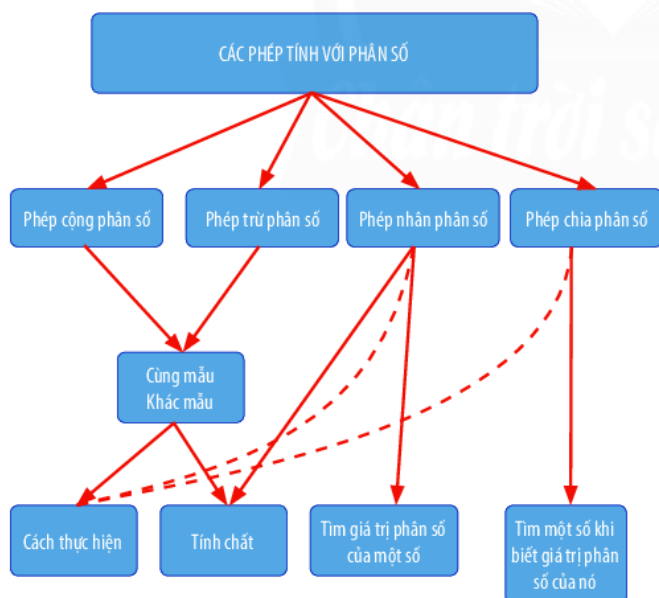 CÁC PHÉP TÍNH VỚI PHÂN SỐ
Chân trời s
Phép cộng phân số
Phép trừ phân số
Phép nhân phân số
Phép chia phân số
Cùng mẫu
Khác mẫu
Cách thực hiện
Tính chất
Tìm giá trị phân số
của một số
Tìm một số khi
biết giá trị phân
số của nó